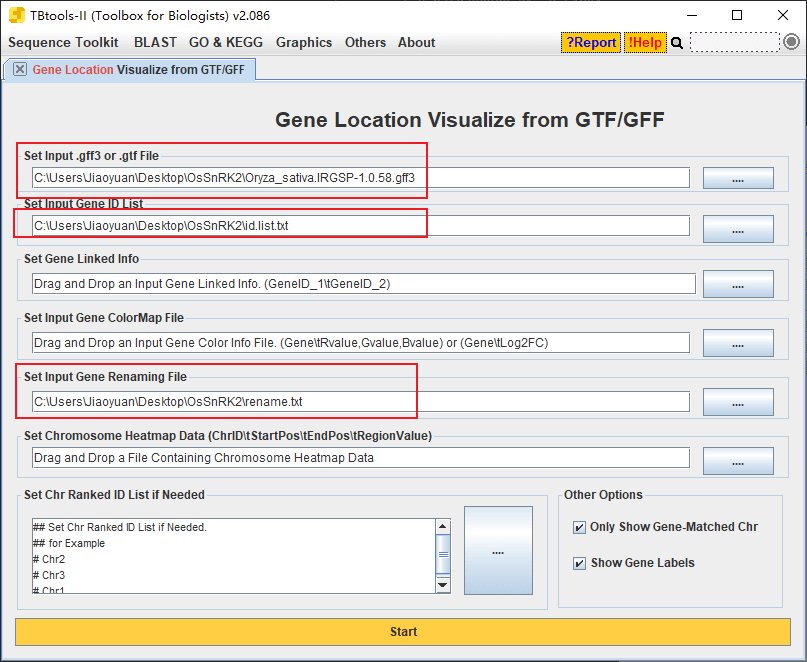 TBtools-II (Toolbox for Biologists) v2.086
Sequence Toolkit BLAST GO & KEGG Graphics Others About ?Report !Help
Gene Location Visualize from GTF/GFF
Gene Location Visualize from GTF/GFF
Set Input .gff3 or .gtf File
C:\Users\Jiaoyuan\Desktop\OsSnRK2\Oryza_sativa.IRGSP-1.0.58.gff3
....
Set Input Gene ID List
C:\Users\Jiaoyuan\Desktop\OsSnRK2\id.list.txt
....
Set Gene Linked Info
Drag and Drop an Input Gene Linked Info. (GeneID_1\tGeneID_2)
....
Set Input Gene ColorMap File
Drag and Drop an Input Gene Color Info File. (Gene\tRvalue,Gvalue,Bvalue) or (Gene\tLog2FC)
....
Set Input Gene Renaming File
C:\Users\Jiaoyuan\Desktop\OsSnRK2\rename.txt
....
Set Chromosome Heatmap Data (ChrID\tStartPos\tEndPos\tRegionValue)
Drag and Drop a File Containing Chromosome Heatmap Data
....
Set Chr Ranked ID List if Needed
## Set Chr Ranked ID List if Needed.
## for Example
# Chr2
# Chr3
# Chr1
....
Other Options
Only Show Gene-Matched Chr
Show Gene Labels
Start